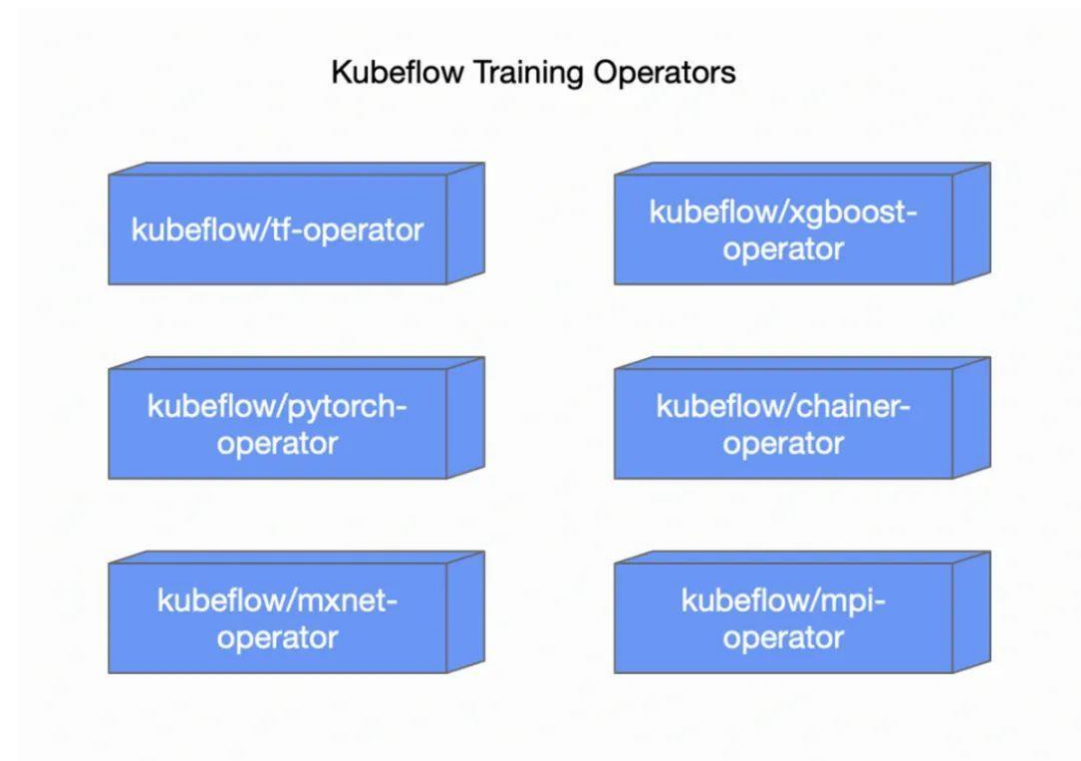 Kubeflow Training Operators
kubeflow/tf-operator
kubeflow/xgboost-
operator
kubeflow/pytorch-
operator
kubeflow/chainer-
operator
kubeflow/mxnet-
operator
kubeflow/mpi-
operator